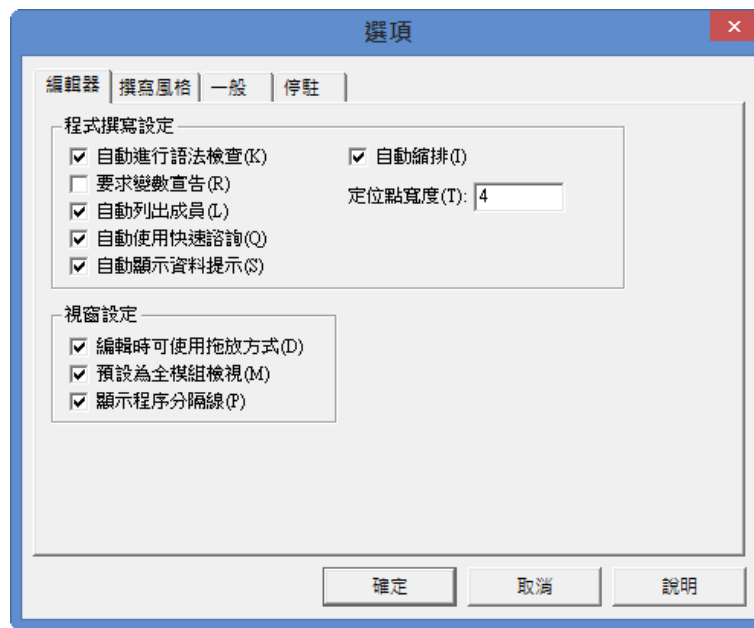 選項
編輯器 撰寫風格 一般 停駐
程式撰寫設定
自動進行語法檢查(K) 自動縮排(I)
要求變數宣告(R) 定位點寬度(T): 4
自動列出成員(L)
自動使用快速諮詢(Q)
自動顯示資料提示(S)
視窗設定
編輯時可使用拖放方式(D)
預設為全模組檢視(M)
顯示程序分隔線(P)
確定 取消 說明